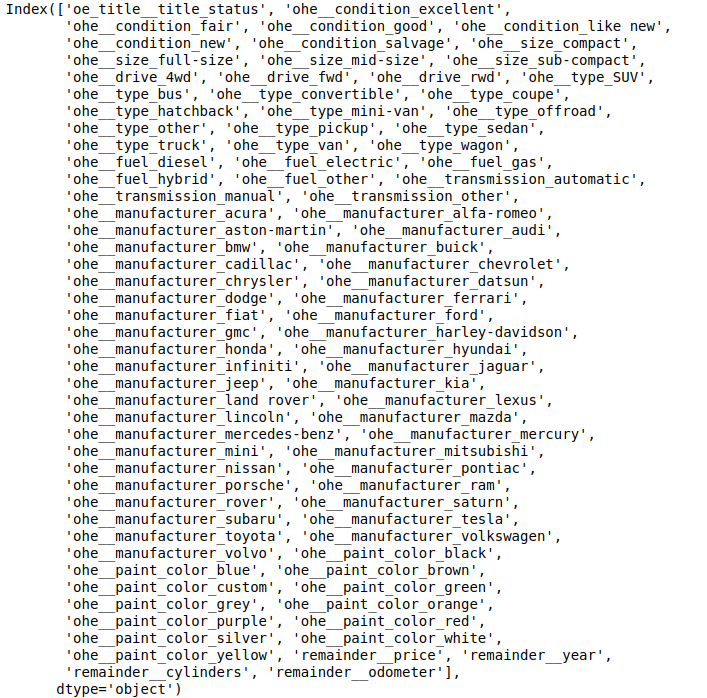 Index(['oe_title__title_status', 'ohe__condition_excellent',
'ohe__condition_fair', 'ohe__condition_good', 'ohe__condition_like new',
'ohe__condition_new', 'ohe__condition_salvage', 'ohe__size_compact',
'ohe__size_full-size', 'ohe__size_mid-size', 'ohe__size_sub-compact',
'ohe__drive_4wd', 'ohe__drive_fwd', 'ohe__drive_rwd', 'ohe__type_SUV',
'ohe__type_bus', 'ohe__type_convertible', 'ohe__type_coupe',
'ohe__type_hatchback', 'ohe__type_mini-van', 'ohe__type_offroad',
'ohe__type_other', 'ohe__type_pickup', 'ohe__type_sedan',
'ohe__type_truck', 'ohe__type_van', 'ohe__type_wagon',
'ohe__fuel_diesel', 'ohe__fuel_electric', 'ohe__fuel_gas',
'ohe__fuel_hybrid', 'ohe__fuel_other', 'ohe__transmission_automatic',
'ohe__transmission_manual', 'ohe__transmission_other',
'ohe__manufacturer_acura', 'ohe__manufacturer_alfa-romeo',
'ohe__manufacturer_aston-martin', 'ohe__manufacturer_audi',
'ohe__manufacturer_bmw', 'ohe__manufacturer_buick',
'ohe__manufacturer_cadillac', 'ohe__manufacturer_chevrolet',
'ohe__manufacturer_chrysler', 'ohe__manufacturer_datsun',
'ohe__manufacturer_dodge', 'ohe__manufacturer_ferrari',
'ohe__manufacturer_fiat', 'ohe__manufacturer_ford',
'ohe__manufacturer_gmc', 'ohe__manufacturer_harley-davidson',
'ohe__manufacturer_honda', 'ohe__manufacturer_hyundai',
'ohe__manufacturer_infiniti', 'ohe__manufacturer_jaguar',
'ohe__manufacturer_jeep', 'ohe__manufacturer_kia',
'ohe__manufacturer_land rover', 'ohe__manufacturer_lexus',
'ohe__manufacturer_lincoln', 'ohe__manufacturer_mazda',
'ohe__manufacturer_mercedes-benz', 'ohe__manufacturer_mercury',
'ohe__manufacturer_mini', 'ohe__manufacturer_mitsubishi',
'ohe__manufacturer_nissan', 'ohe__manufacturer_pontiac',
'ohe__manufacturer_porsche', 'ohe__manufacturer_ram',
'ohe__manufacturer_rover', 'ohe__manufacturer_saturn',
'ohe__manufacturer_subaru', 'ohe__manufacturer_tesla',
'ohe__manufacturer_toyota', 'ohe__manufacturer_volkswagen',
'ohe__manufacturer_volvo', 'ohe__paint_color_black',
'ohe__paint_color_blue', 'ohe__paint_color_brown',
'ohe__paint_color_custom', 'ohe__paint_color_green',
'ohe__paint_color_grey', 'ohe__paint_color_orange',
'ohe__paint_color_purple', 'ohe__paint_color_red',
'ohe__paint_color_silver', 'ohe__paint_color_white',
'ohe__paint_color_yellow', 'remainder__price', 'remainder__year',
'remainder__cylinders', 'remainder__odometer'],
dtype='object')